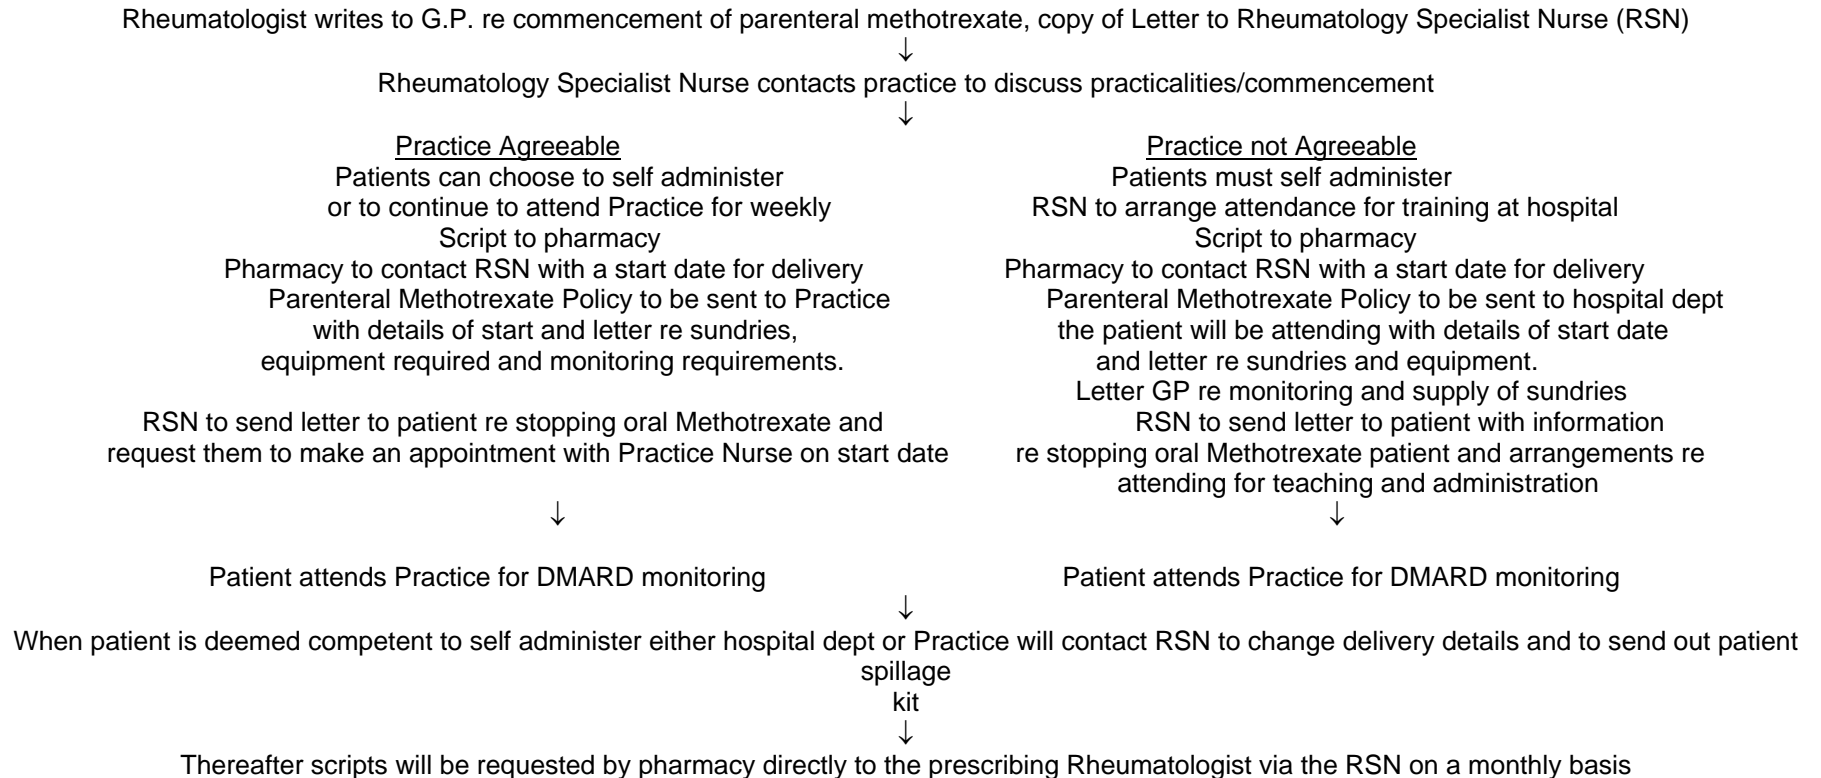 Rheumatologist writes to G.P. re commencement of parenteral methotrexate, copy of Letter to Rheumatology Specialist Nurse (RSN)
↓
Rheumatology Specialist Nurse contacts practice to discuss practicalities/commencement
↓
Practice Agreeable
Patients can choose to self administer
or to continue to attend Practice for weekly
Script to pharmacy
Pharmacy to contact RSN with a start date for delivery
Parenteral Methotrexate Policy to be sent to Practice
with details of start and letter re sundries,
equipment required and monitoring requirements.
RSN to send letter to patient re stopping oral Methotrexate and
request them to make an appointment with Practice Nurse on start date
↓
Patient attends Practice for DMARD monitoring
Practice not Agreeable
Patients must self administer
RSN to arrange attendance for training at hospital
Script to pharmacy
Pharmacy to contact RSN with a start date for delivery
Parenteral Methotrexate Policy to be sent to hospital dept
the patient will be attending with details of start date
and letter re sundries and equipment.
Letter GP re monitoring and supply of sundries
RSN to send letter to patient with information
re stopping oral Methotrexate patient and arrangements re
attending for teaching and administration
↓
Patient attends Practice for DMARD monitoring
↓
When patient is deemed competent to self administer either hospital dept or Practice will contact RSN to change delivery details and to send out patient
spillage
kit
↓
Thereafter scripts will be requested by pharmacy directly to the prescribing Rheumatologist via the RSN on a monthly basis